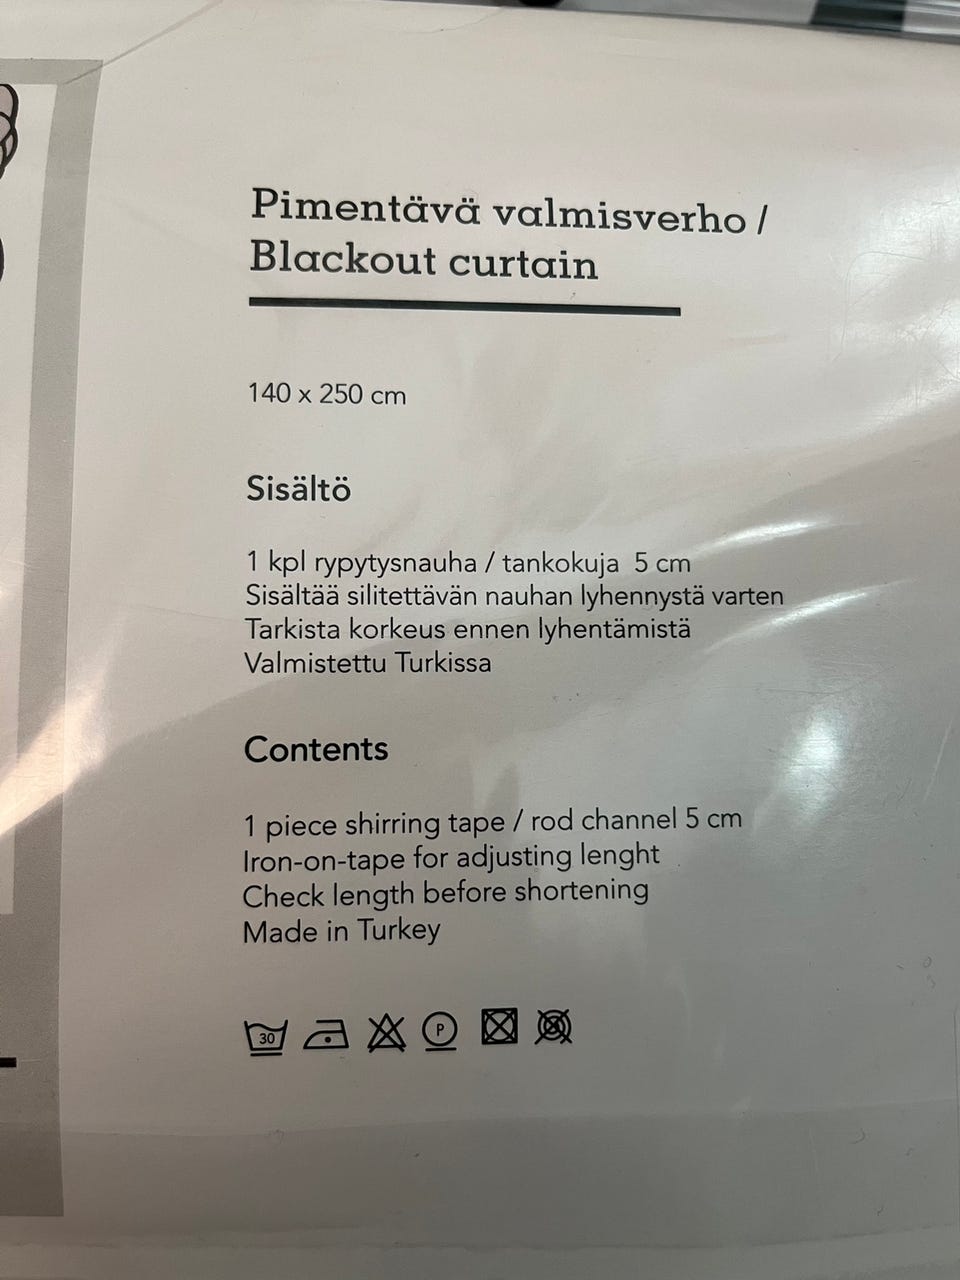 Pimentävä valmisverho /
Blackout curtain
140 x 250 cm
Sisältö
1 kpl rypytysnauha / tankokuja 5 cm
Sisältää silitettävän nauhan lyhennystä varten
Tarkista korkeus ennen lyhentämistä
Valmistettu Turkissa
Contents
1 piece shirring tape / rod channel 5 cm
Iron-on-tape for adjusting lenght
Check length before shortening
Made in Turkey
30 P